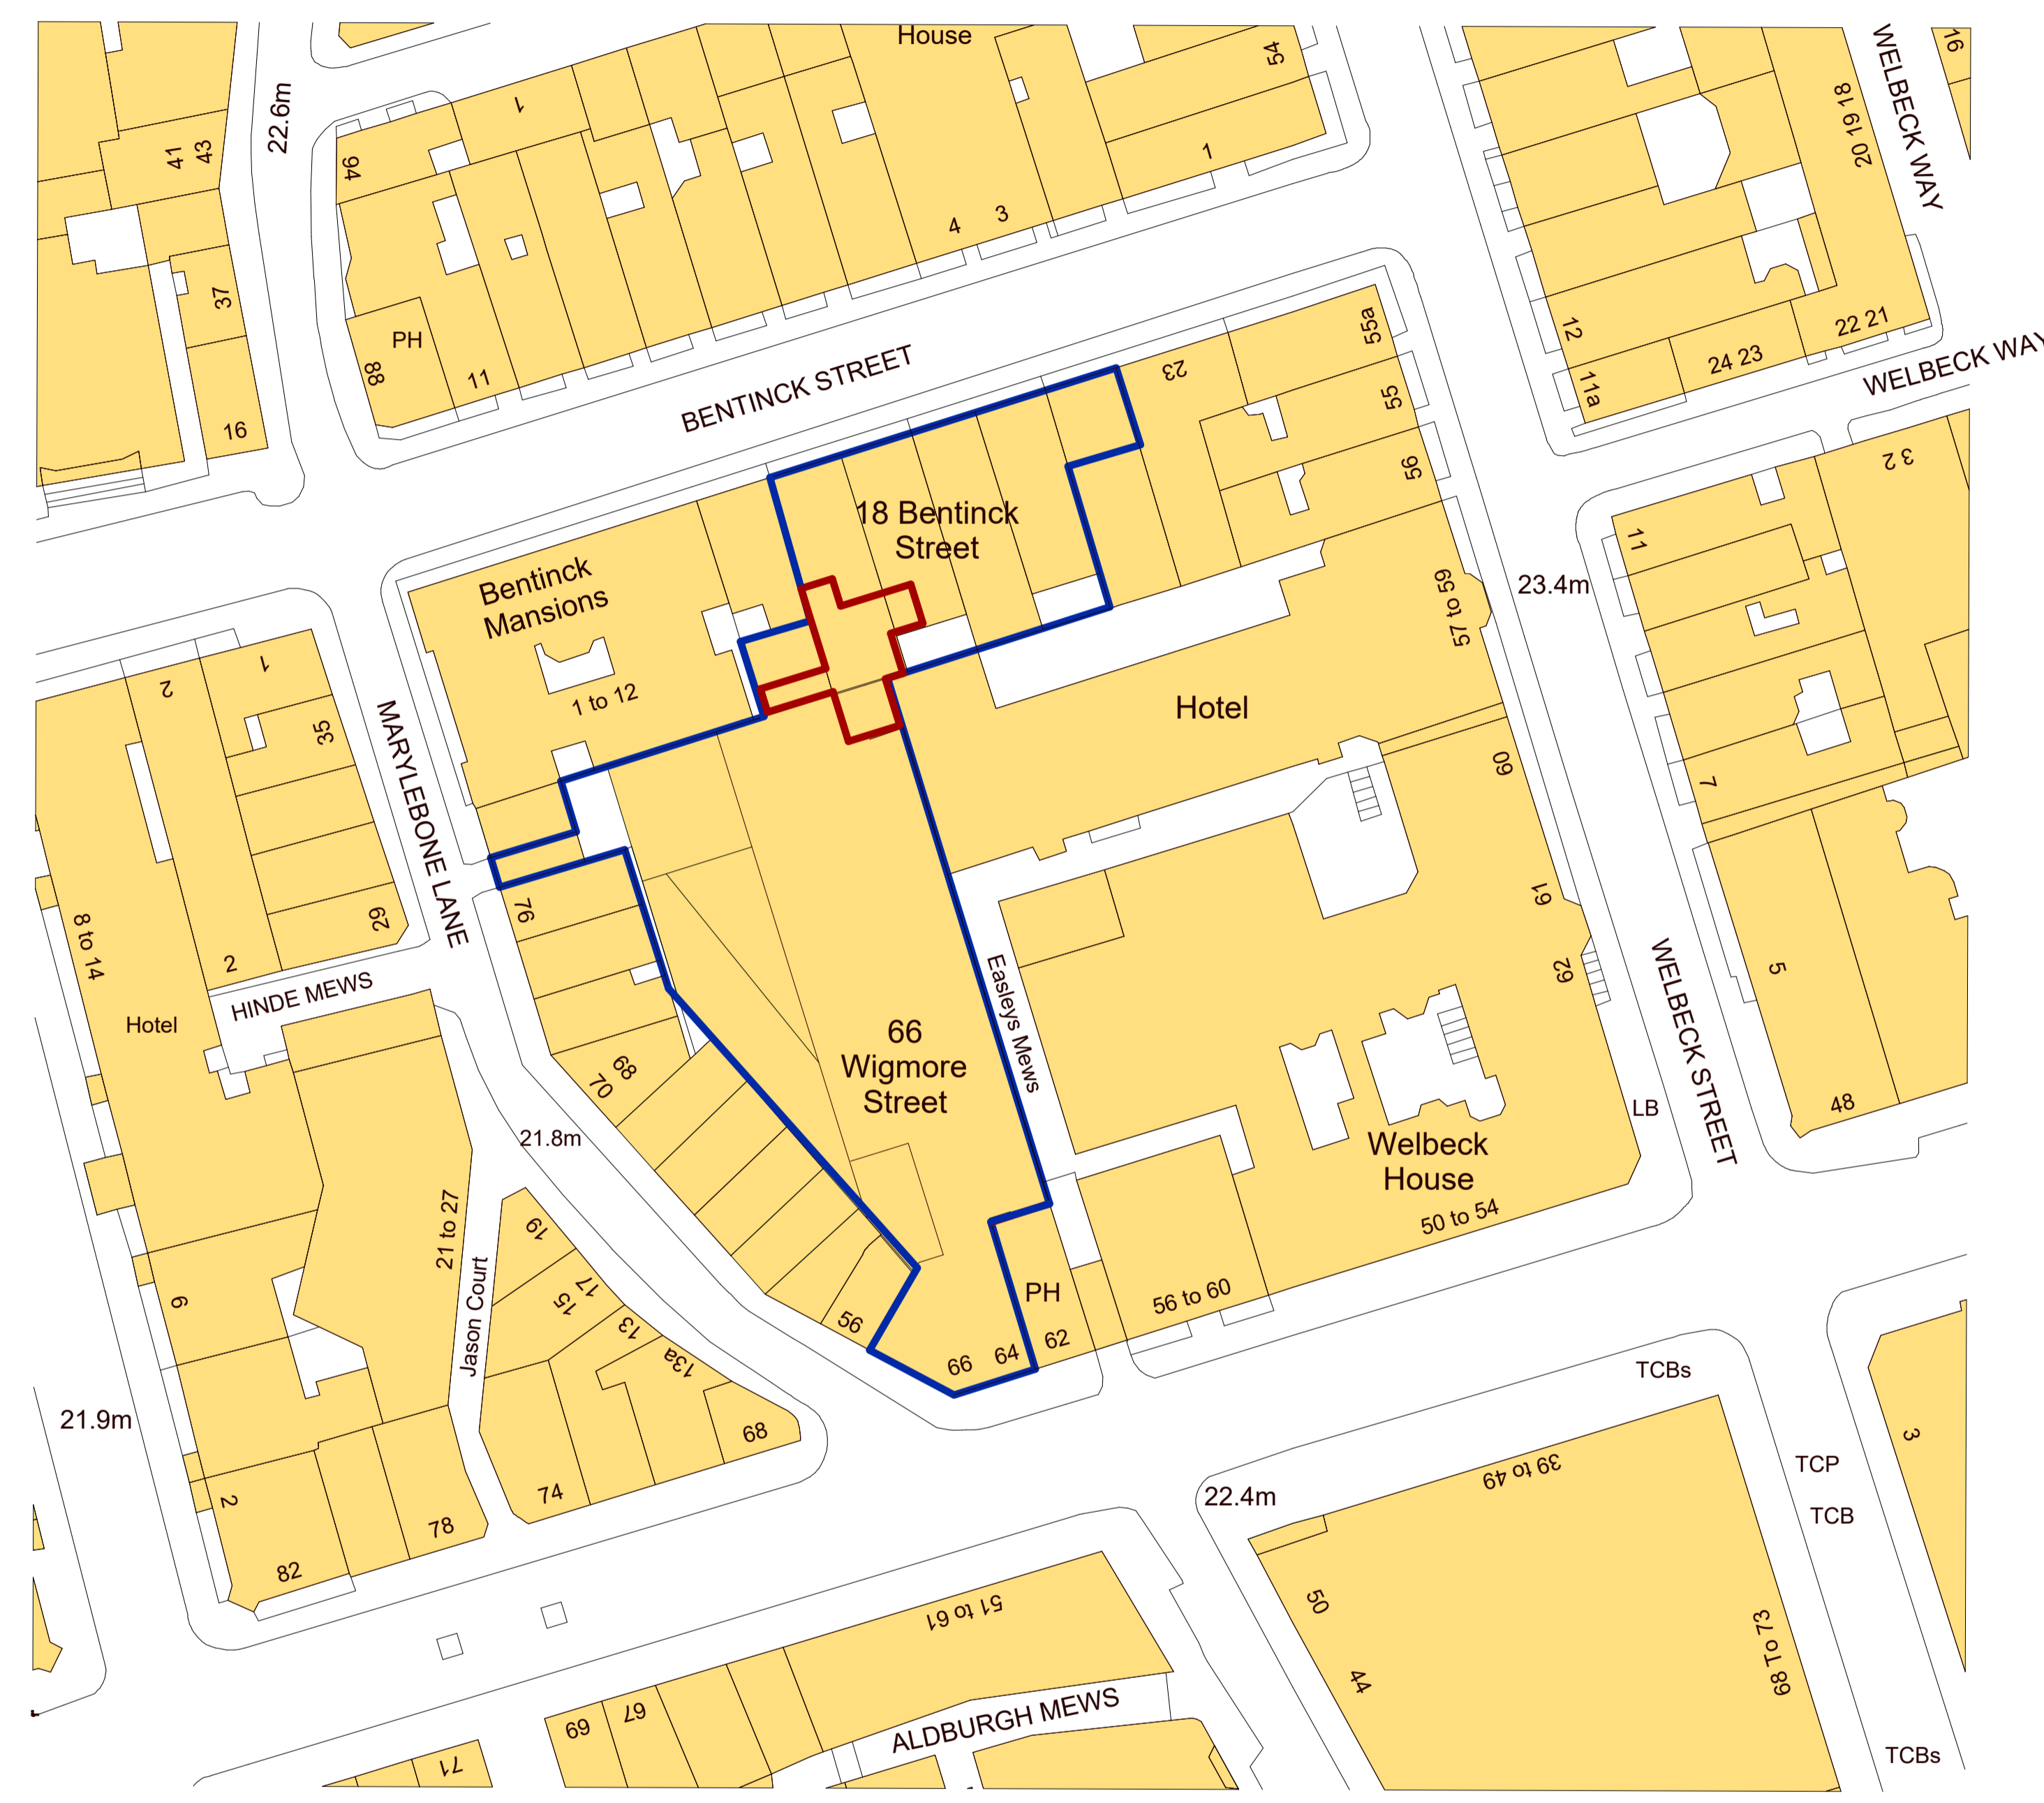 House
54
WELBECK WAY
16
22.6m
41
43
1
94
1
20 19 18
37
4
3
PH
88
11
16
BENTINCK STREET
23
55a
55
56
12
11a
24 23
22 21
WELBECK WAY
3 2
11
18 Bentinck
Street
Bentinck
Mansions
1 to 12
57 to 59
23.4m
Hotel
60
7
1
2
35
29
2
MARYLEBONE LANE
HINDE MEWS
8 to 14
Hotel
76
61
62
5
48
WELBECK STREET
Easleys Mews
66
Wigmore
Street
68
70
21.8m
LB
Welbeck
House
50 to 54
21 to 27
Jason Court
19
17
15
13
13a
68
74
9
2
78
82
21.9m
56
66
64
62
PH
56 to 60
TCBs
TCP
TCB
3
22.4m
39 to 49
50
44
68 To 73
TCBs
51 to 61
67
69
71
ALDBURGH MEWS